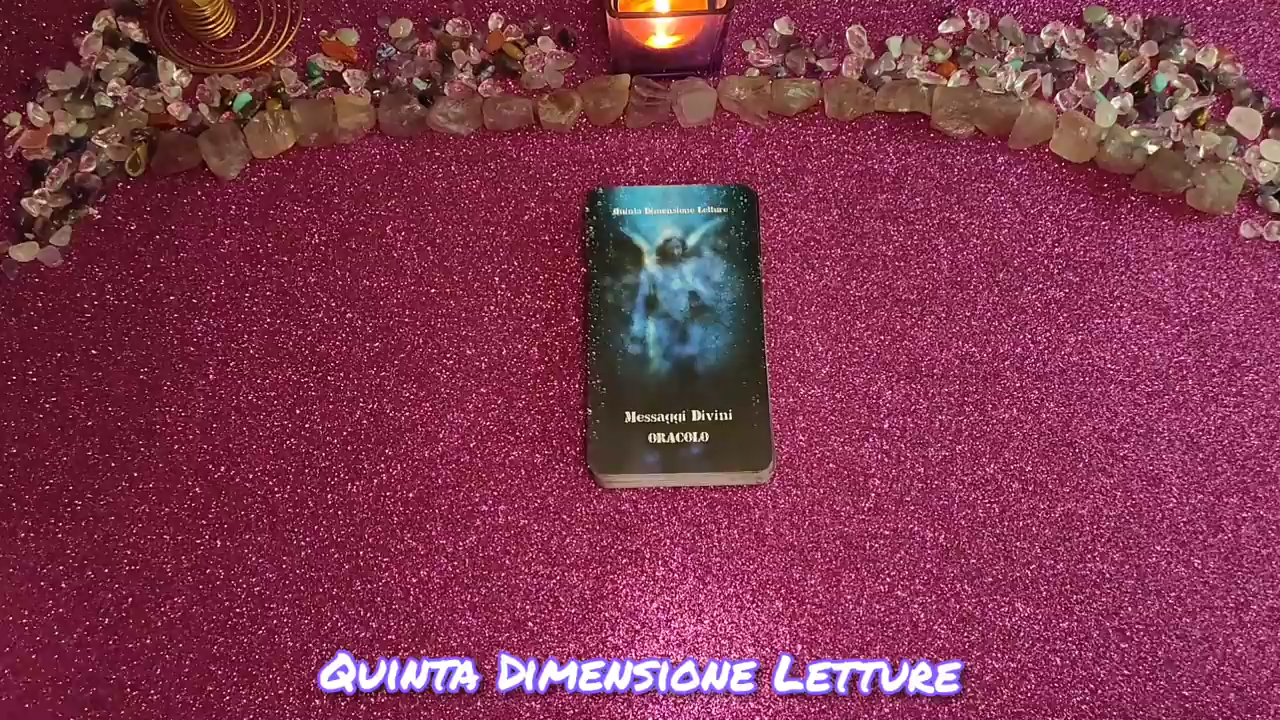 Quinta Dimensione Letture
Messaggi Divini
ORACOLO
QUINTA DIMENSIONE LETTURE